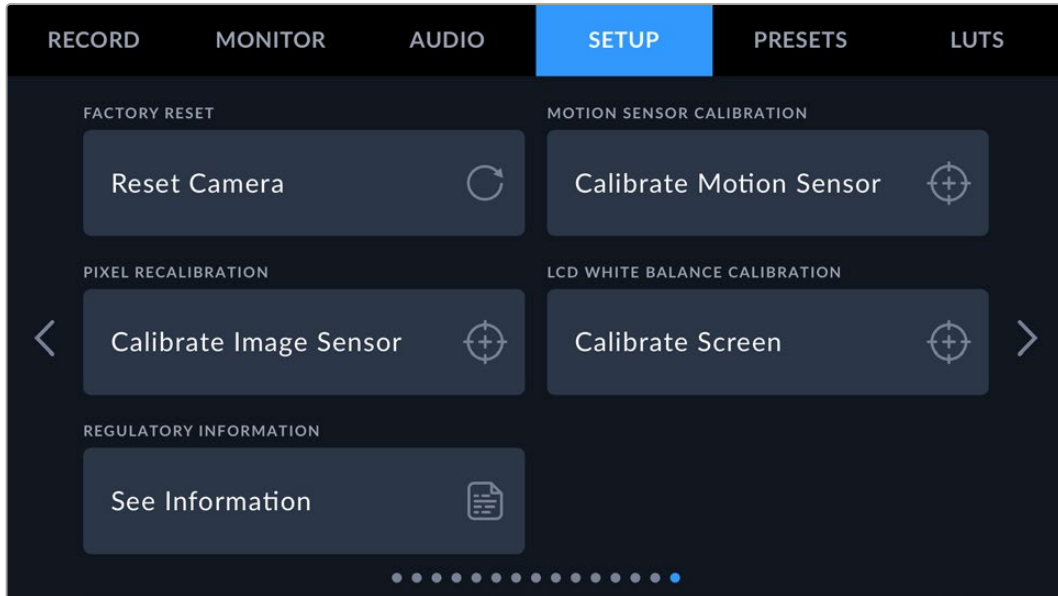 RECORD MONITOR AUDIO SETUP PRESETS LUTS
FACTORY RESET
Reset Camera
MOTION SENSOR CALIBRATION
Calibrate Motion Sensor
PIXEL RECALIBRATION
Calibrate Image Sensor
LCD WHITE BALANCE CALIBRATION
Calibrate Screen
REGULATORY INFORMATION
See Information